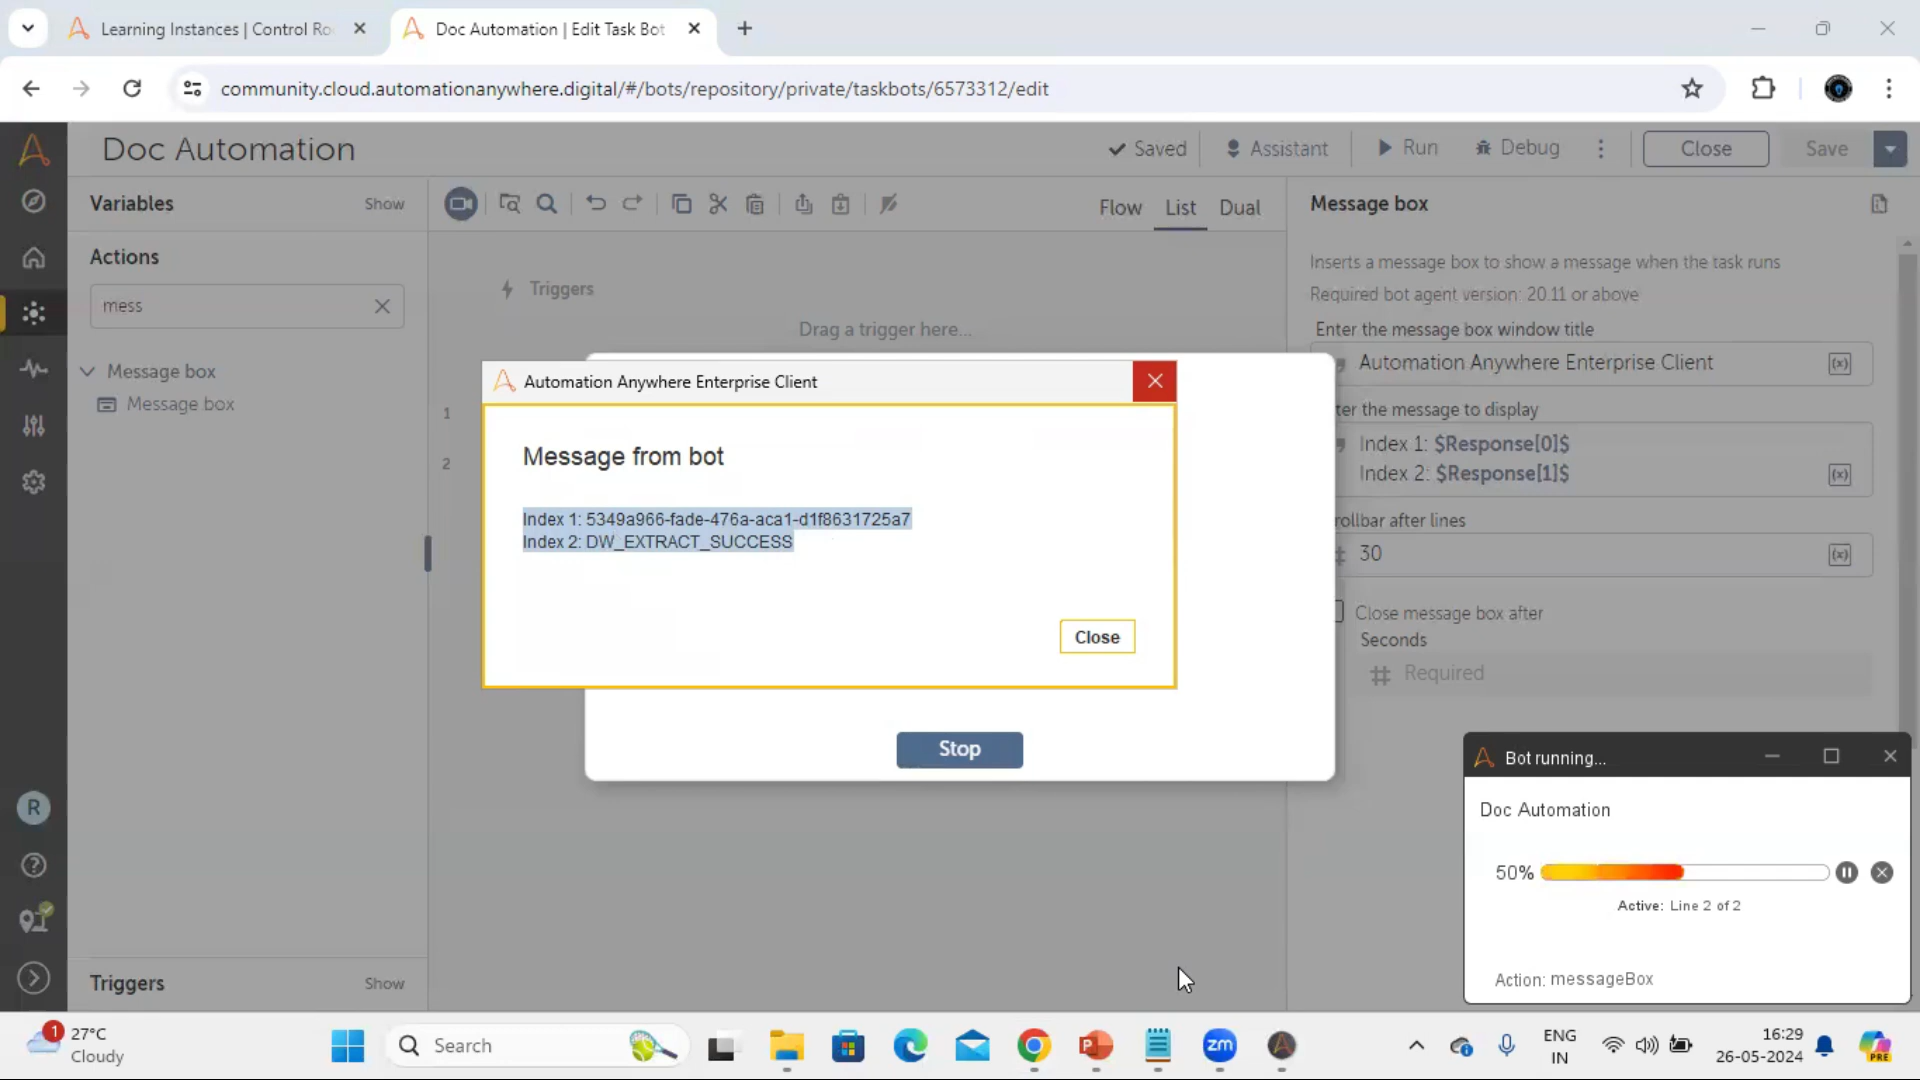 Learning Instances | Control Ro
Doc Automation | Edit Task Bot
community.cloud.automationanywhere.digital/#/bots/repository/private/taskbots/6573312/edit
Doc Automation
Saved
Assistant
Run
Debug
Close
Save
Variables
Show
Flow
List
Dual
Message box
Actions
mess
Message box
Message box
Triggers
Drag a trigger here...
1
2
Inserts a message box to show a message when the task runs
Required bot agent version: 20.11 or above
Enter the message box window title
Automation Anywhere Enterprise Client
ter the message to display
Index 1: $Response[0]$
Index 2: $Response[1]$
(x)
(x)
rollbar after lines
30
(x)
Close message box after
Seconds
Required
Automation Anywhere Enterprise Client
Message from bot
Index 1: 5349a966-fade-476a-aca1-d1f8631725a7
Index 2: DW_EXTRACT_SUCCESS
Close
Stop
Bot running...
Doc Automation
50%
Active: Line 2 of 2
Action: messageBox
R
Triggers
Show
1
27°C
Cloudy
Search
zm
ENG
IN
16:29
26-05-2024
PRE